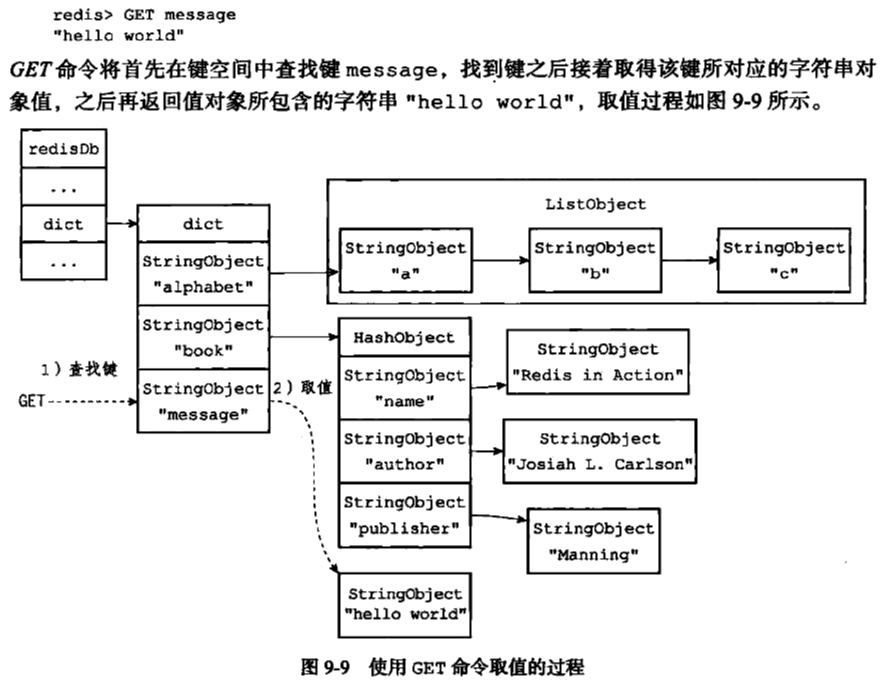 redis> GET message
"hello world"
GET 命令将首先在键空间中查找键 message，找到键之后接着取得该键所对应的字符串对
象值，之后再返回值对象所包含的字符串 "hello world"，取值过程如图 9-9 所示。
redisDb
...
dict
...
dict
StringObject
"alphabet"
StringObject
"book"
StringObject
"message"
1) 查找键
GET
2) 取值
ListObject
StringObject
"a"
StringObject
"b"
StringObject
"c"
HashObject
StringObject
"name"
StringObject
"author"
StringObject
"publisher"
StringObject
"Redis in Action"
StringObject
"Josiah L. Carlson"
StringObject
"Manning"
StringObject
"hello world"
图 9-9 使用 GET 命令取值的过程